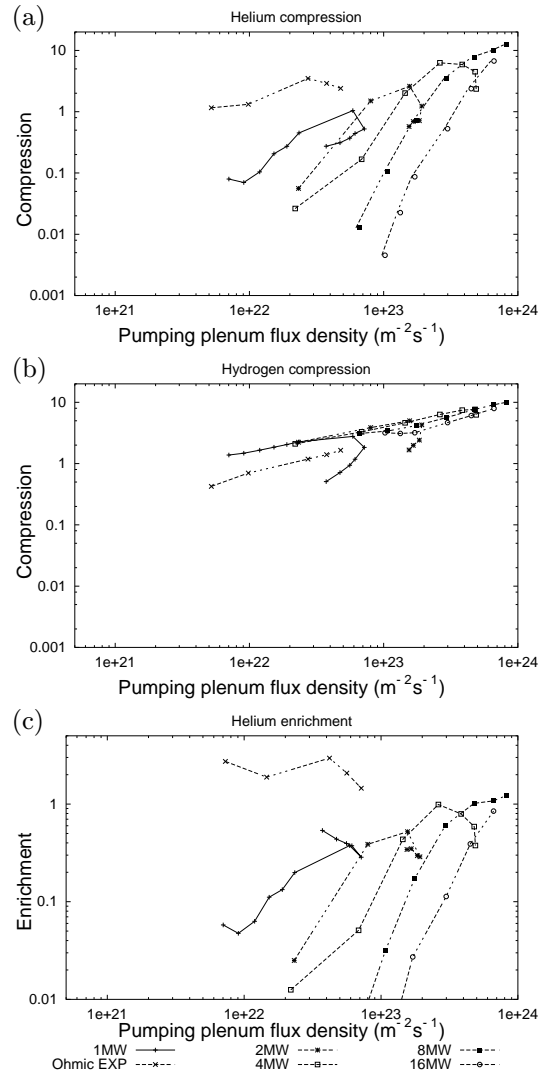 (a)
Helium compression
10
1
0.1
0.01
0.001
Compression
1e+21 1e+22 1e+23 1e+24
Pumping plenum flux density (m⁻²s⁻¹)
(b)
Hydrogen compression
10
1
0.1
0.01
0.001
Compression
1e+21 1e+22 1e+23 1e+24
Pumping plenum flux density (m⁻²s⁻¹)
(c)
Helium enrichment
1
0.1
0.01
Enrichment
1e+21 1e+22 1e+23 1e+24
Pumping plenum flux density (m⁻²s⁻¹)
1MW 2MW 8MW
Ohmic EXP 4MW 16MW